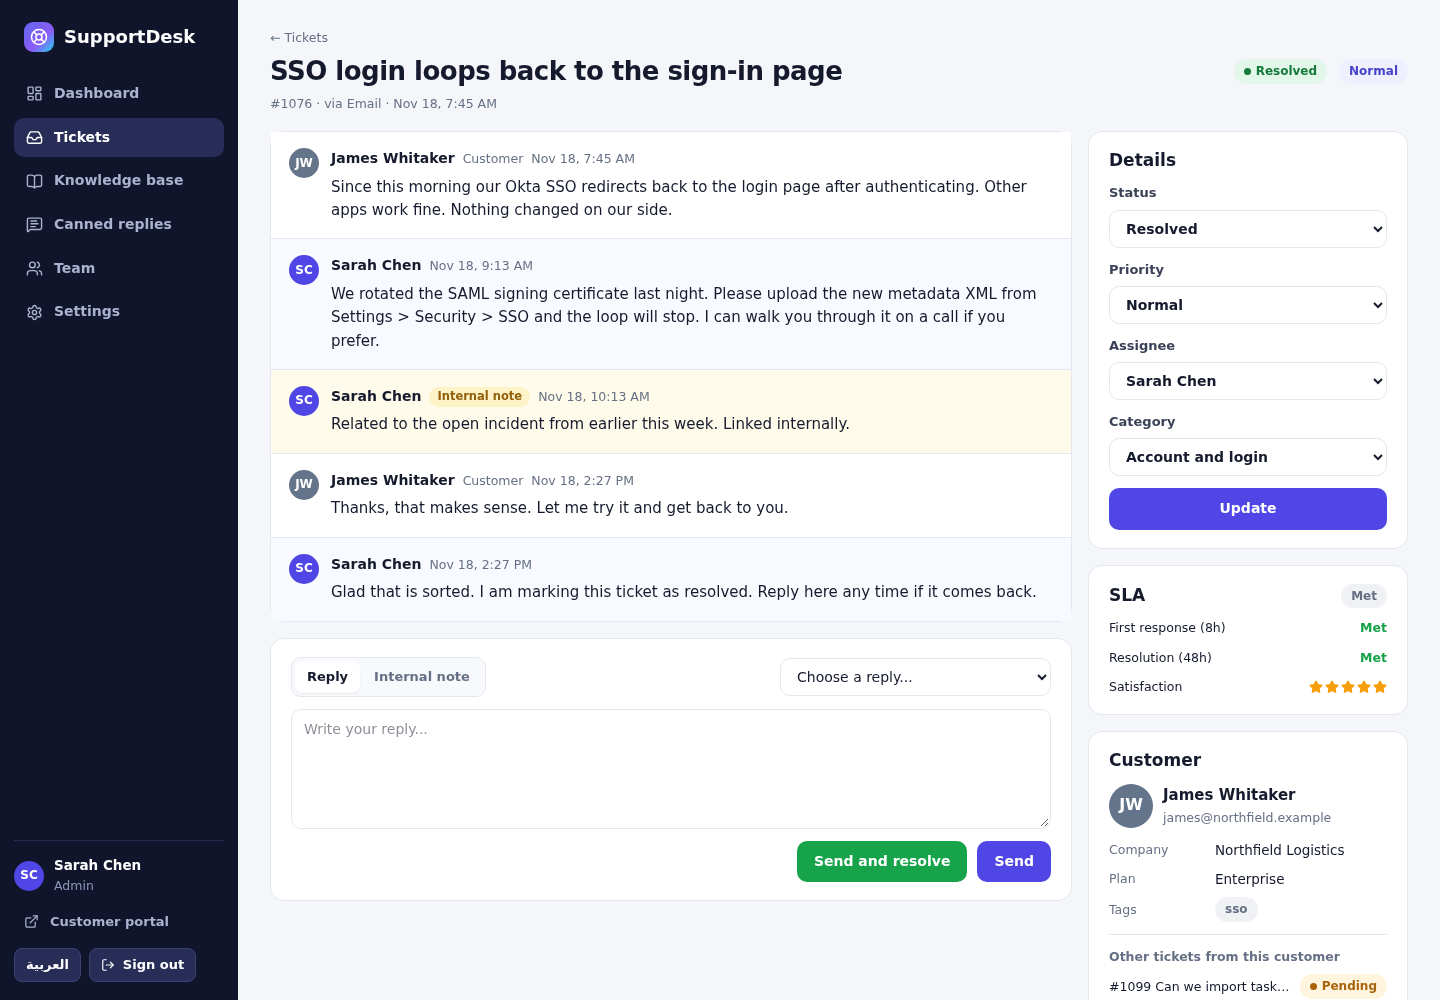 SupportDesk
Dashboard
Tickets
Knowledge base
Canned replies
Team
Settings
SC
Sarah Chen
Admin
Customer portal
العربية
Sign out
← Tickets
SSO login loops back to the sign-in page
Resolved
Normal
#1076 · via Email · Nov 18, 7:45 AM
JW
James Whitaker Customer Nov 18, 7:45 AM
Since this morning our Okta SSO redirects back to the login page after authenticating. Other
apps work fine. Nothing changed on our side.
SC
Sarah Chen Nov 18, 9:13 AM
We rotated the SAML signing certificate last night. Please upload the new metadata XML from
Settings > Security > SSO and the loop will stop. I can walk you through it on a call if you
prefer.
SC
Sarah Chen Internal note Nov 18, 10:13 AM
Related to the open incident from earlier this week. Linked internally.
JW
James Whitaker Customer Nov 18, 2:27 PM
Thanks, that makes sense. Let me try it and get back to you.
SC
Sarah Chen Nov 18, 2:27 PM
Glad that is sorted. I am marking this ticket as resolved. Reply here any time if it comes back.
Reply
Internal note
Choose a reply...
Write your reply...
Send and resolve
Send
Details
Status
Resolved
Priority
Normal
Assignee
Sarah Chen
Category
Account and login
Update
SLA
Met
First response (8h) Met
Resolution (48h) Met
Satisfaction
Customer
JW
James Whitaker
james@northfield.example
Company Northfield Logistics
Plan Enterprise
Tags sso
Other tickets from this customer
#1099 Can we import task... Pending